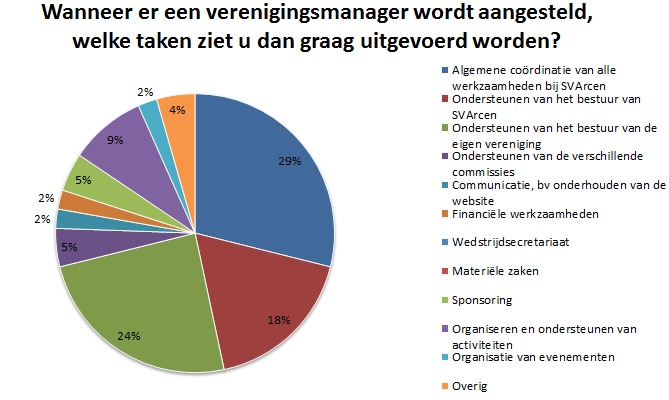 Wanneer er een verenigingsmanager wordt aangesteld,
welke taken ziet u dan graag uitgevoerd worden?
2%
4%
9%
29%
5%
2%
2%
5%
24%
18%
Algemene coördinatie van alle
werkzaamheden bij SVArcen
Ondersteunen van het bestuur van
SVArcen
Ondersteunen van het bestuur van de
eigen vereniging
Ondersteunen van de verschillende
commissies
Communicatie, bv onderhouden van de
website
Financiële werkzaamheden
Wedstrijdsecretariaat
Materiële zaken
Sponsoring
Organiseren en ondersteunen van
activiteiten
Organisatie van evenementen
Overig